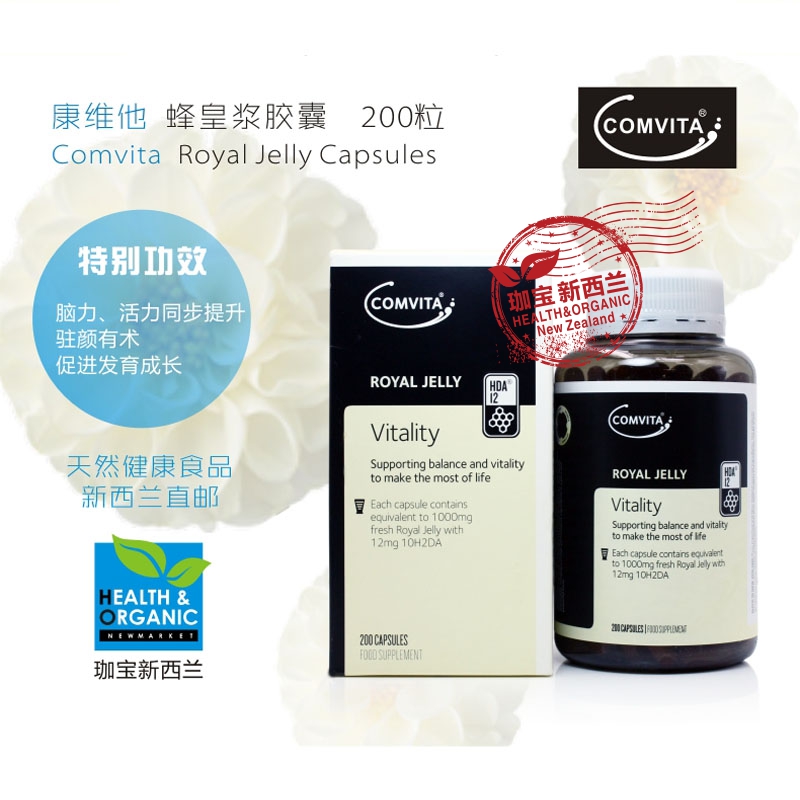 康维他 蜂皇浆胶囊 200粒
Comvita Royal Jelly Capsules
COMVITA®
特别功效
脑力、活力同步提升
驻颜有术
促进发育成长
天然健康食品
新西兰直邮
HEALTH &
ORGANIC
NEWMARKET
珈宝新西兰
珈宝新西兰
HEALTH&ORGANIC
New Zealand
COMVITA®
ROYAL JELLY
HDA®
12
Vitality
Supporting balance and vitality
to make the most of life
Each capsule contains
equivalent to 1000mg
fresh Royal Jelly with
12mg 10H2DA
200 CAPSULES
FOOD SUPPLEMENT
COMVITA®
ROYAL JELLY
HDA®
12
Vitality
Supporting balance and vitality
to make the most of life
Each capsule contains equivalent
to 1000mg fresh Royal Jelly with
12mg 10H2DA
200 CAPSULES | FOOD SUPPLEMENT